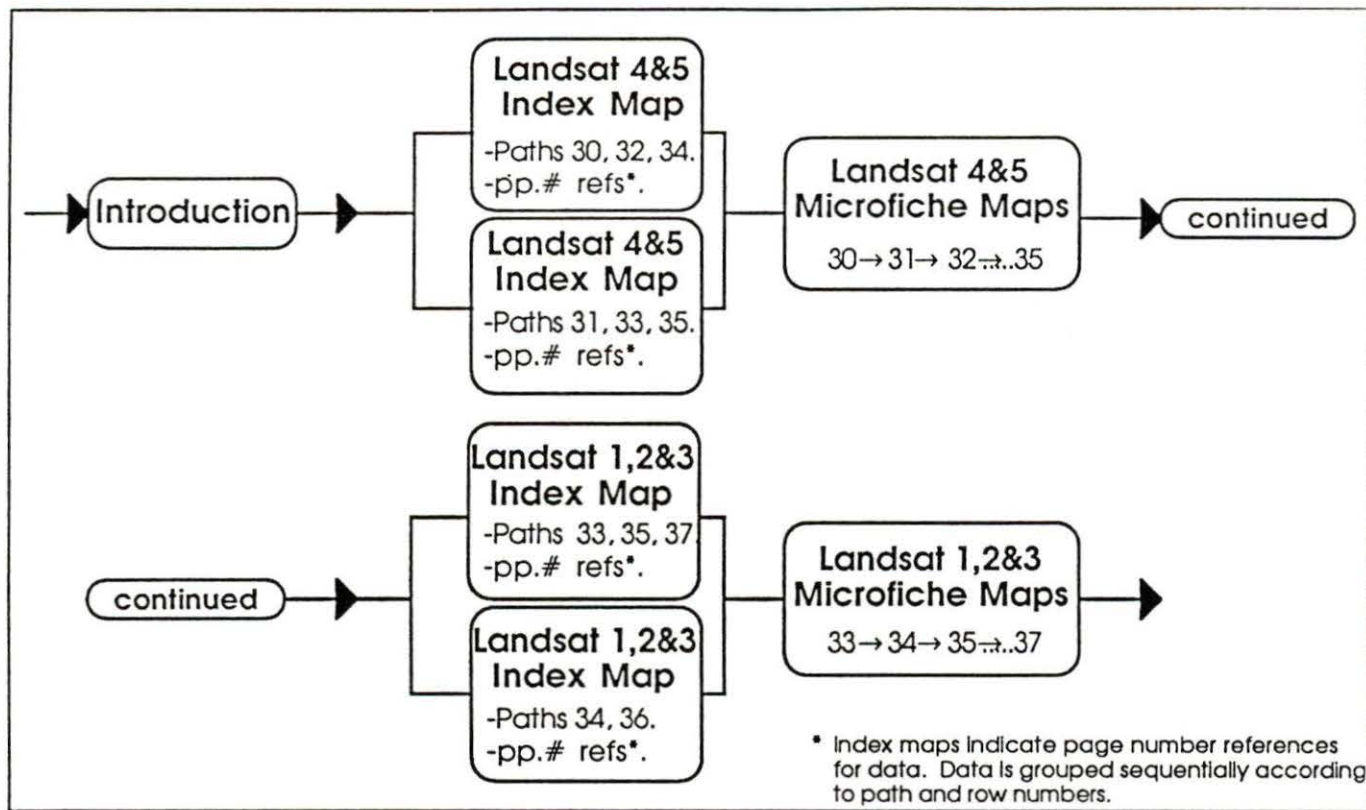 Introduction
Landsat 4&5
Index Map
-Paths 30, 32, 34.
-pp.# refs*.
Landsat 4&5
Index Map
-Paths 31, 33, 35.
-pp.# refs*.
Landsat 4&5
Microfiche Maps
30→31→ 32→...35
continued
continued
Landsat 1,2&3
Index Map
-Paths 33, 35, 37.
-pp.# refs*.
Landsat 1,2&3
Index Map
-Paths 34, 36.
-pp.# refs*.
Landsat 1,2&3
Microfiche Maps
33→34→35→...37
* Index maps indicate page number references
for data. Data is grouped sequentially according
to path and row numbers.